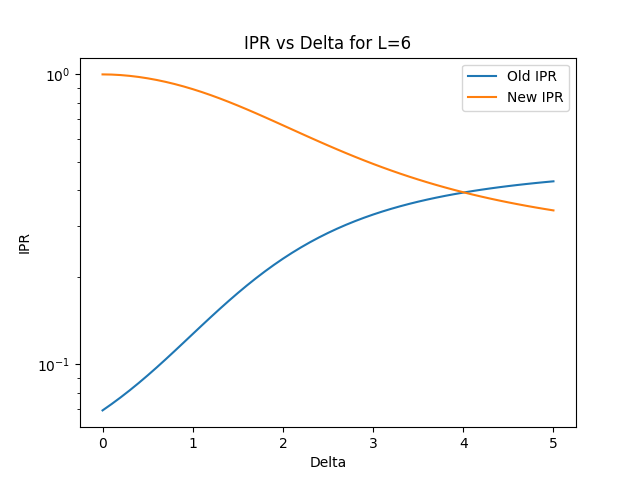 IPR vs Delta for L=6
Old IPR
New IPR
10⁰
10⁻¹
IPR
0 1 2 3 4 5
Delta